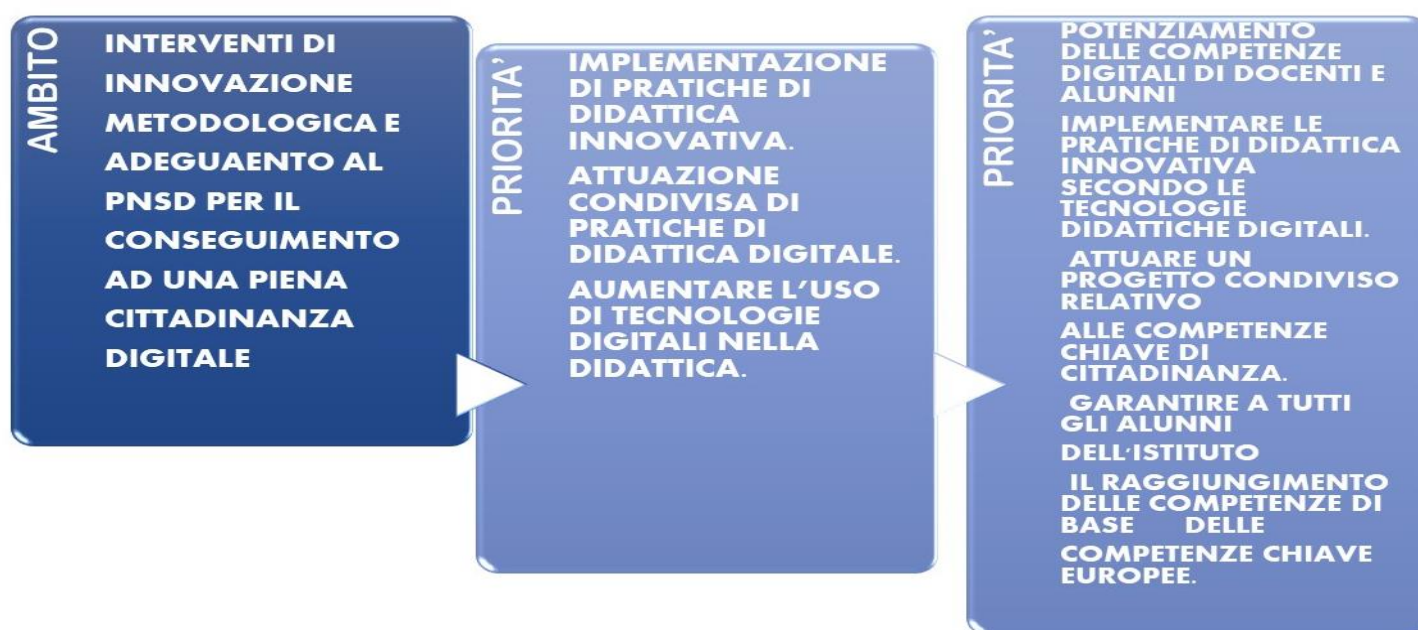 AMBITO
INTERVENTI DI
INNOVAZIONE
METODOLOGICA E
ADEGUAENTO AL
PNSD PER IL
CONSEGUIMENTO
AD UNA PIENA
CITTADINANZA
DIGITALE
PRIORITA’
IMPLEMENTAZIONE
DI PRATICHE DI
DIDATTICA
INNOVATIVA.
ATTUAZIONE
CONDIVISA DI
PRATICHE DI
DIDATTICA DIGITALE.
AUMENTARE L’USO
DI TECNOLOGIE
DIGITALI NELLA
DIDATTICA.
PRIORITA’
POTENZIAMENTO
DELLE COMPETENZE
DIGITALI DI DOCENTI E
ALUNNI
IMPLEMENTARE LE
PRATICHE DI DIDATTICA
INNOVATIVA
SECONDO LE
TECNOLOGIE
DIDATTICHE DIGITALI.
ATTUARE UN
PROGETTO CONDIVISO
RELATIVO
ALLE COMPETENZE
CHIAVE DI
CITTADINANZA.
GARANTIRE A TUTTI
GLI ALUNNI
DELL’ISTITUTO
IL RAGGIUNGIMENTO
DELLE COMPETENZE DI
BASE DELLE
COMPETENZE CHIAVE
EUROPEE.